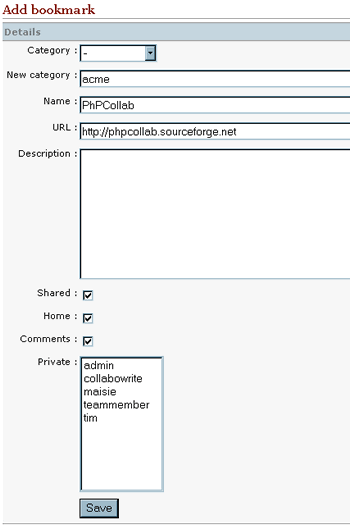 Add bookmark
Details
Category : -
New category : acme
Name : PhPCollab
URL : http://phpcollab.sourceforge.net
Description :
Shared :
Home :
Comments :
Private : admin
collabowrite
maisie
teammember
tim
Save